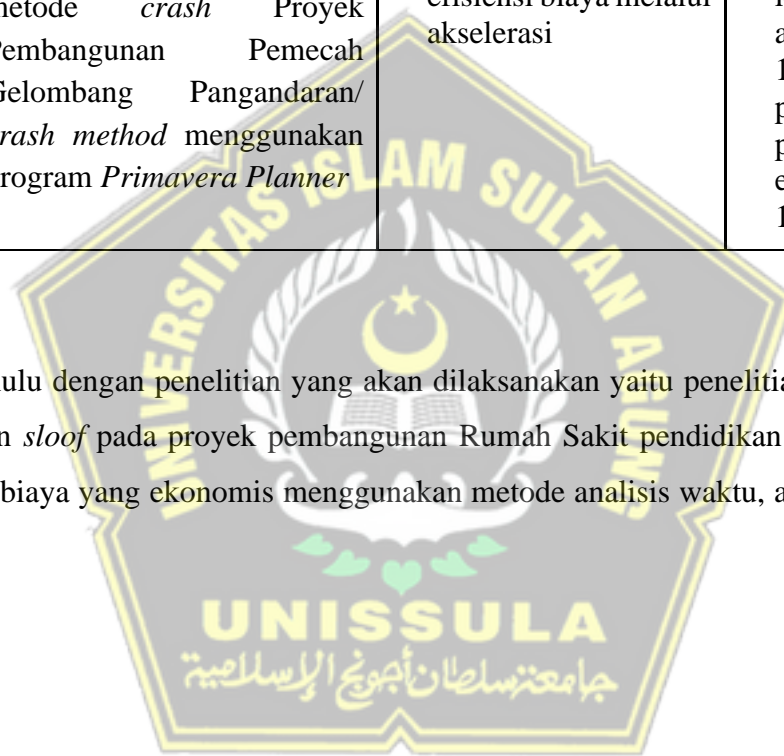 metode crash Proyek
Pembangunan Pemecah
Gelombang Pangandaran/
crash method menggunakan
program Primavera Planner
efisiensi biaya melalui
akselerasi
UNIVERSITAS ISLAM SULTAN AGUNG
dengan penelitian yang akan dilaksanakan yaitu
sloof pada proyek pembangunan Rumah Sakit pendidikan
biaya yang ekonomis menggunakan metode analisis waktu,
UNISSULA
جامعة سلطان أجونج الإسلامية